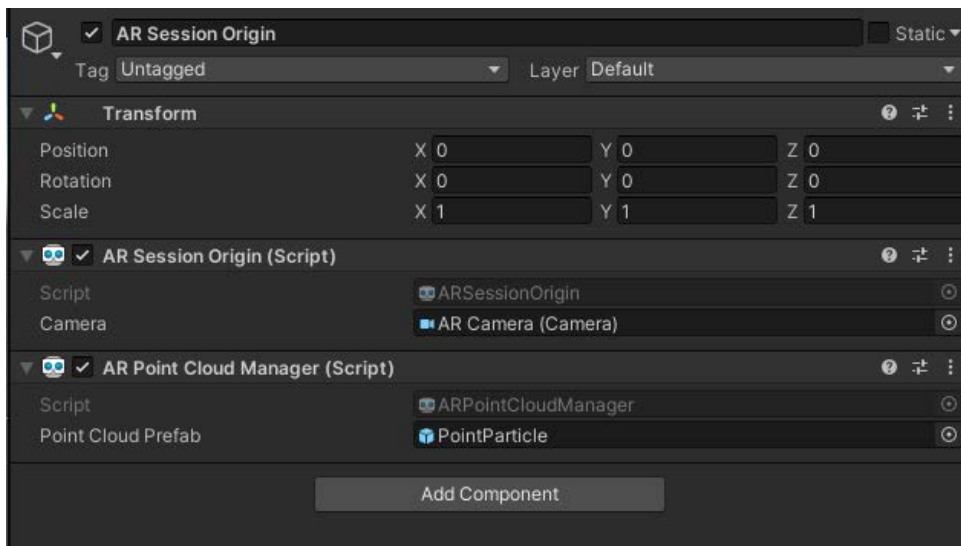 AR Session Origin Static
Tag Untagged Layer Default
Transform
Position X 0 Y 0 Z 0
Rotation X 0 Y 0 Z 0
Scale X 1 Y 1 Z 1
AR Session Origin (Script)
Script ARSessionOrigin
Camera AR Camera (Camera)
AR Point Cloud Manager (Script)
Script ARPointCloudManager
Point Cloud Prefab PointParticle
Add Component